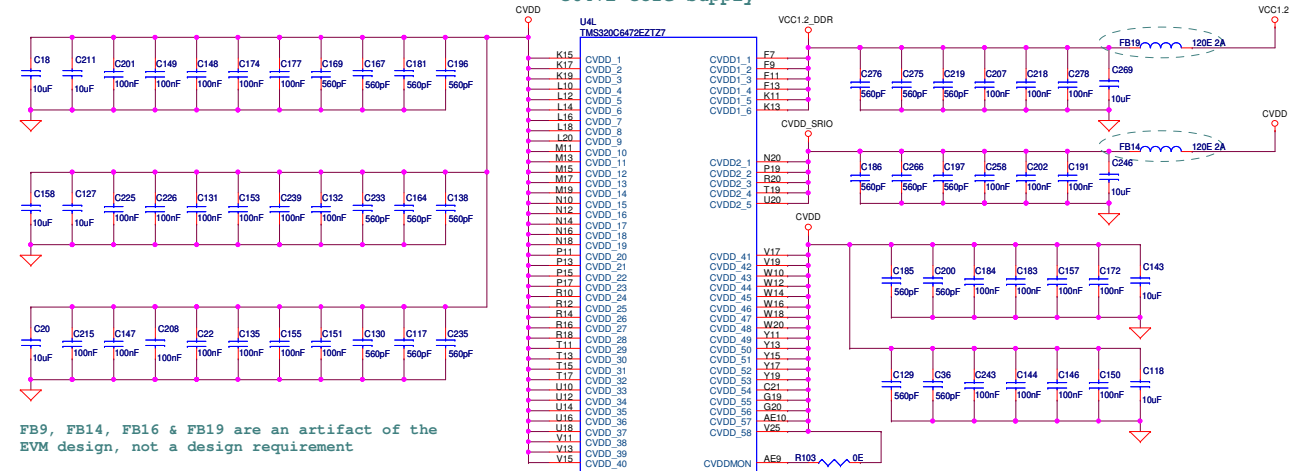 CVDD
U4L
TMS320C6472EZTZ7
VCC1.2_DDR
VCC1.2
FB19
120E 2A
C18
10uF
C211
10uF
C201
100nF
C149
100nF
C148
100nF
C174
100nF
C177
100nF
C169
560pF
C167
560pF
C181
560pF
C196
560pF
C158
10uF
C127
10uF
C225
100nF
C226
100nF
C131
100nF
C153
100nF
C239
100nF
C132
100nF
C233
560pF
C164
560pF
C138
560pF
C20
10uF
C215
100nF
C147
100nF
C208
100nF
C22
100nF
C135
100nF
C155
100nF
C151
100nF
C130
560pF
C117
560pF
C235
560pF
K15 CVDD_1
K17 CVDD_2
K19 CVDD_3
L10 CVDD_4
L12 CVDD_5
L14 CVDD_6
L16 CVDD_7
L18 CVDD_8
L20 CVDD_9
M11 CVDD_10
M13 CVDD_11
M15 CVDD_12
M17 CVDD_13
M19 CVDD_14
N10 CVDD_15
N12 CVDD_16
N14 CVDD_17
N16 CVDD_18
N18 CVDD_19
P11 CVDD_20
P13 CVDD_21
P15 CVDD_22
P17 CVDD_23
R10 CVDD_24
R12 CVDD_25
R14 CVDD_26
R16 CVDD_27
R18 CVDD_28
T11 CVDD_29
T13 CVDD_30
T15 CVDD_31
T17 CVDD_32
U10 CVDD_33
U12 CVDD_34
U14 CVDD_35
U16 CVDD_36
U18 CVDD_37
V11 CVDD_38
V13 CVDD_39
V15 CVDD_40
CVDD1_1 F7
CVDD1_2 F9
CVDD1_3 F11
CVDD1_4 F13
CVDD1_5 K11
CVDD1_6 K13
CVDD2_1 N20
CVDD2_2 P19
CVDD2_3 R20
CVDD2_4 T19
CVDD2_5 U20
CVDD_41 V17
CVDD_42 V19
CVDD_43 W10
CVDD_44 W12
CVDD_45 W14
CVDD_46 W16
CVDD_47 W18
CVDD_48 W20
CVDD_49 Y11
CVDD_50 Y13
CVDD_51 Y15
CVDD_52 Y17
CVDD_53 Y19
CVDD_54 C21
CVDD_55 G19
CVDD_56 G20
CVDD_57 AE10
CVDD_58 V25
CVDDMON AE9
R103 0E
C276
560pF
C275
560pF
C219
560pF
C207
100nF
C218
100nF
C278
100nF
C269
10uF
CVDD_SRIO
CVDD
FB14
120E 2A
C186
560pF
C266
560pF
C197
560pF
C258
100nF
C202
100nF
C191
100nF
C246
10uF
CVDD
C185
560pF
C200
560pF
C184
100nF
C183
100nF
C157
100nF
C172
100nF
C143
10uF
C129
560pF
C36
560pF
C243
100nF
C144
100nF
C146
100nF
C150
100nF
C118
10uF
FB9, FB14, FB16 & FB19 are an artifact of the
EVM design, not a design requirement